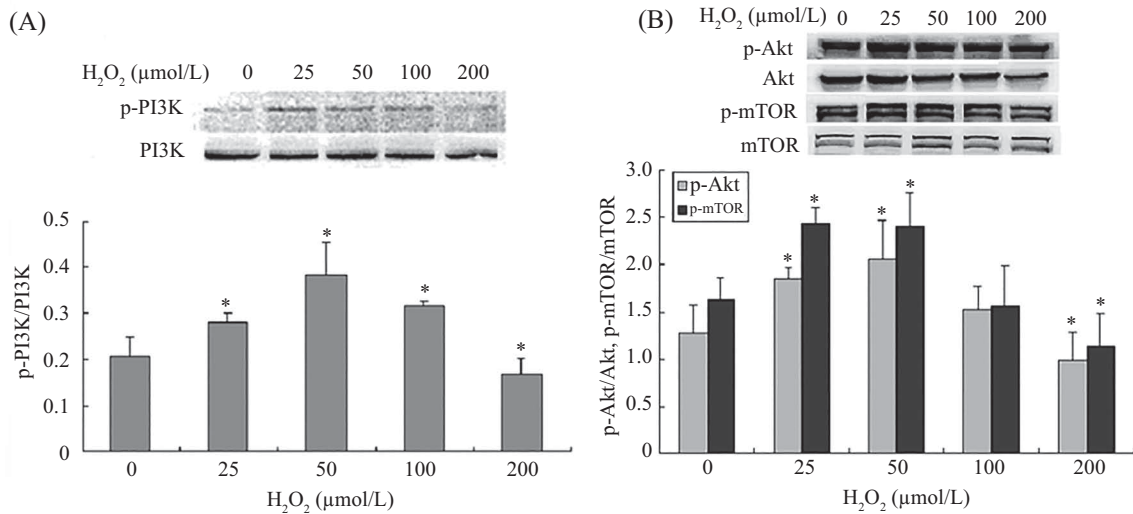 (A)
H₂O₂ (µmol/L) 0 25 50 100 200
p-PI3K
PI3K
0.5
0.4
0.3
0.2
0.1
0
p-PI3K/PI3K
* * * *
0 25 50 100 200
H₂O₂ (µmol/L)
(B)
H₂O₂ (µmol/L) 0 25 50 100 200
p-Akt
Akt
p-mTOR
mTOR
3.0
2.5
2.0
1.5
1.0
5.0
0.0
p-Akt/Akt, p-mTOR/mTOR
p-Akt
p-mTOR
* * * * * *
0 25 50 100 200
H₂O₂ (µmol/L)